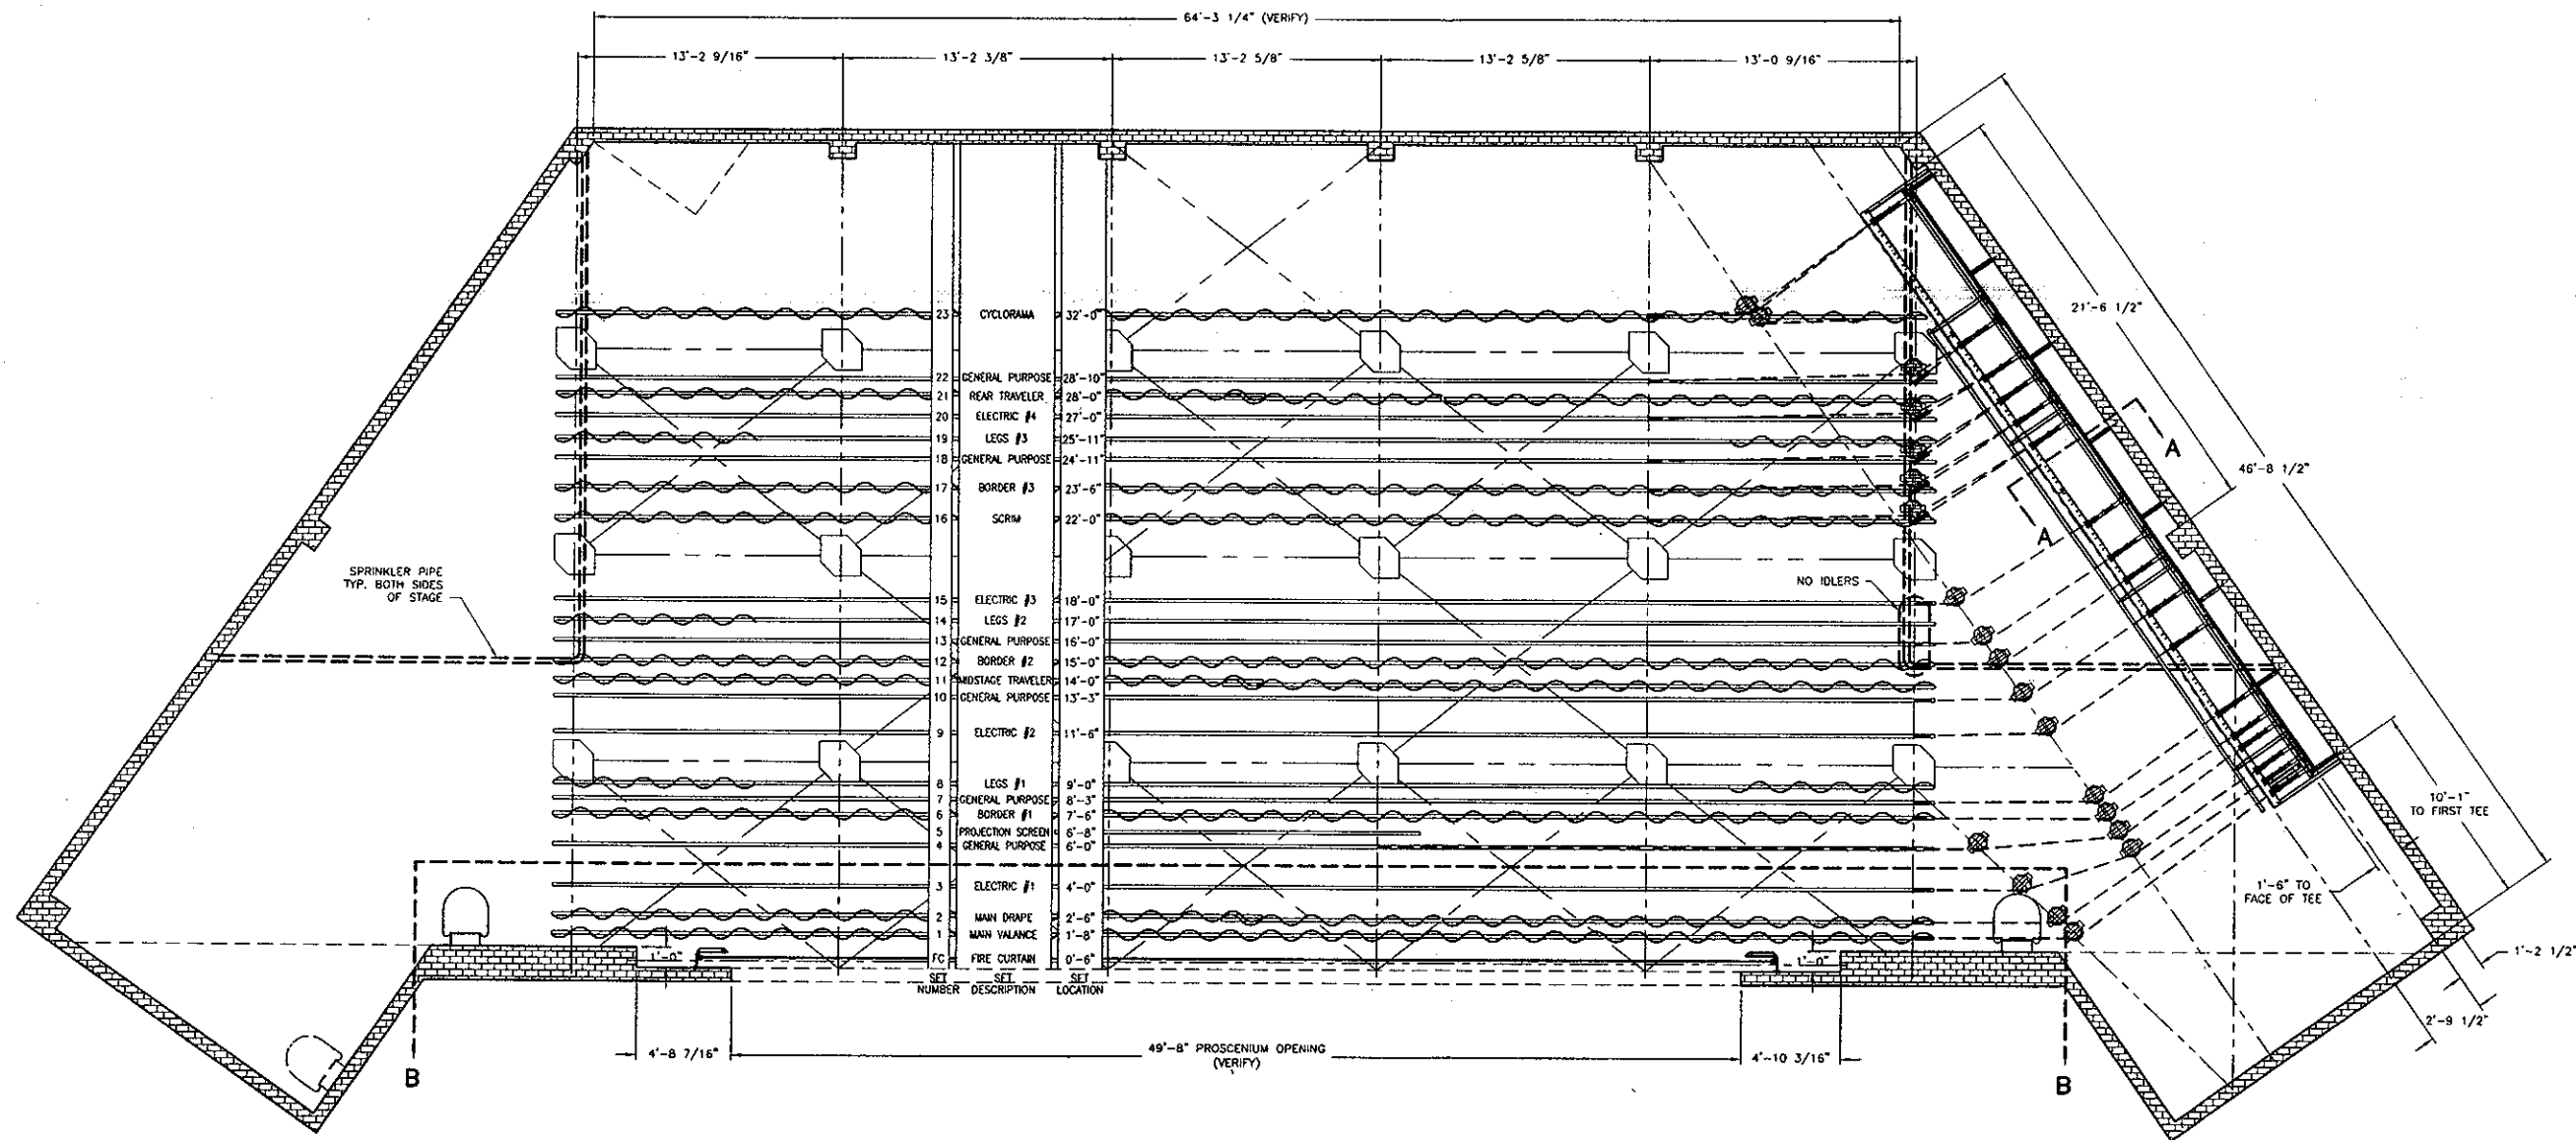 64'-3 1/4" (VERIFY)
13'-2 9/16"
13'-2 3/8"
13'-2 5/8"
13'-2 5/8"
13'-0 9/16"
23 CYCLORAMA 32'-0"
22 GENERAL PURPOSE 28'-10"
21 REAR TRAVELER 28'-0"
20 ELECTRIC #4 27'-0"
19 LEGS #3 25'-11"
18 GENERAL PURPOSE 24'-11"
17 BORDER #3 23'-6"
16 SCRIM 22'-0"
15 ELECTRIC #3 18'-0"
14 LEGS #2 17'-0"
13 GENERAL PURPOSE 16'-0"
12 BORDER #2 15'-0"
11 MIDSTAGE TRAVELER 14'-0"
10 GENERAL PURPOSE 13'-3"
9 ELECTRIC #2 11'-6"
8 LEGS #1 9'-0"
7 GENERAL PURPOSE 8'-3"
6 BORDER #1 7'-6"
5 PROJECTION SCREEN 6'-8"
4 GENERAL PURPOSE 6'-0"
3 ELECTRIC #1 4'-0"
2 MAIN DRAPE 2'-6"
1 MAIN VALANCE 1'-8"
FC FIRE CURTAIN 0'-6"
SET SET SET
NUMBER DESCRIPTION LOCATION
SPRINKLER PIPE
TYP. BOTH SIDES
OF STAGE
NO IDLERS
21'-6 1/2"
46'-8 1/2"
A
A
10'-1"
TO FIRST TEE
1'-6" TO
FACE OF TEE
1'-2 1/2"
2'-9 1/2"
1'-0"
1'-0"
4'-8 7/16"
49'-8" PROSCENIUM OPENING
(VERIFY)
4'-10 3/16"
B
B